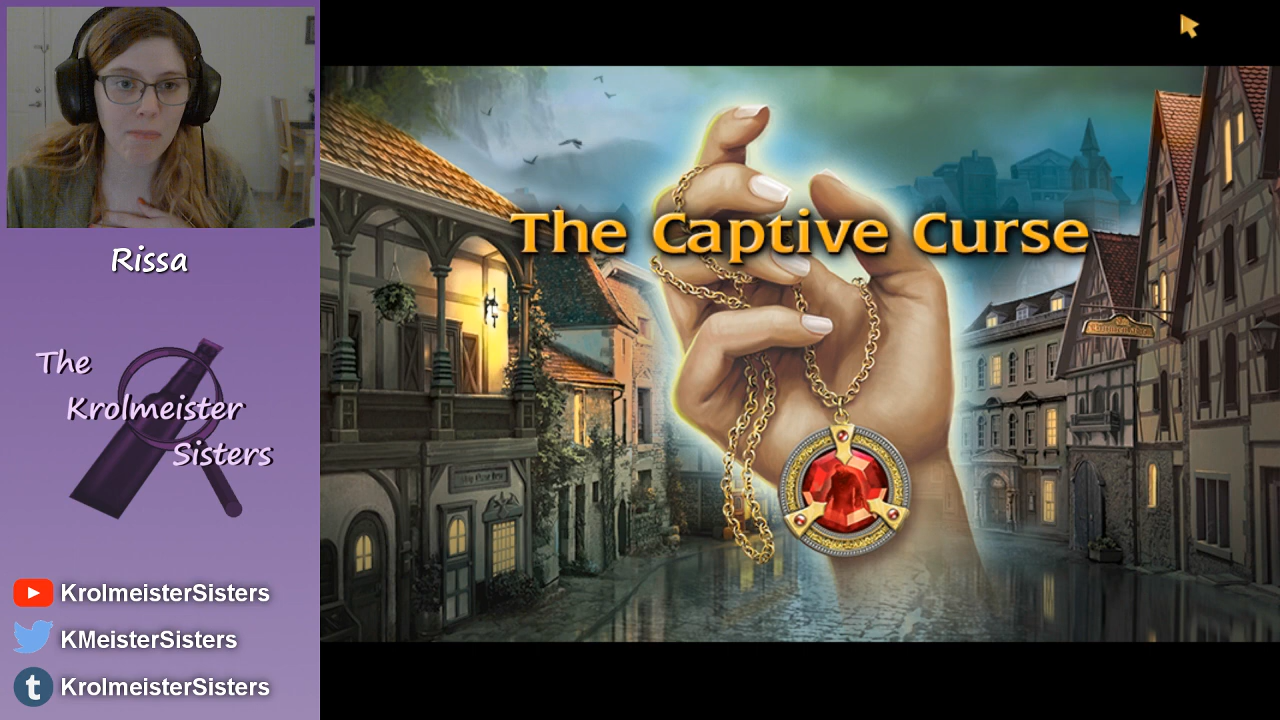 Rissa
The
Krolmeister
Sisters
KrolmeisterSisters
KMeisterSisters
t KrolmeisterSisters
The Captive Curse